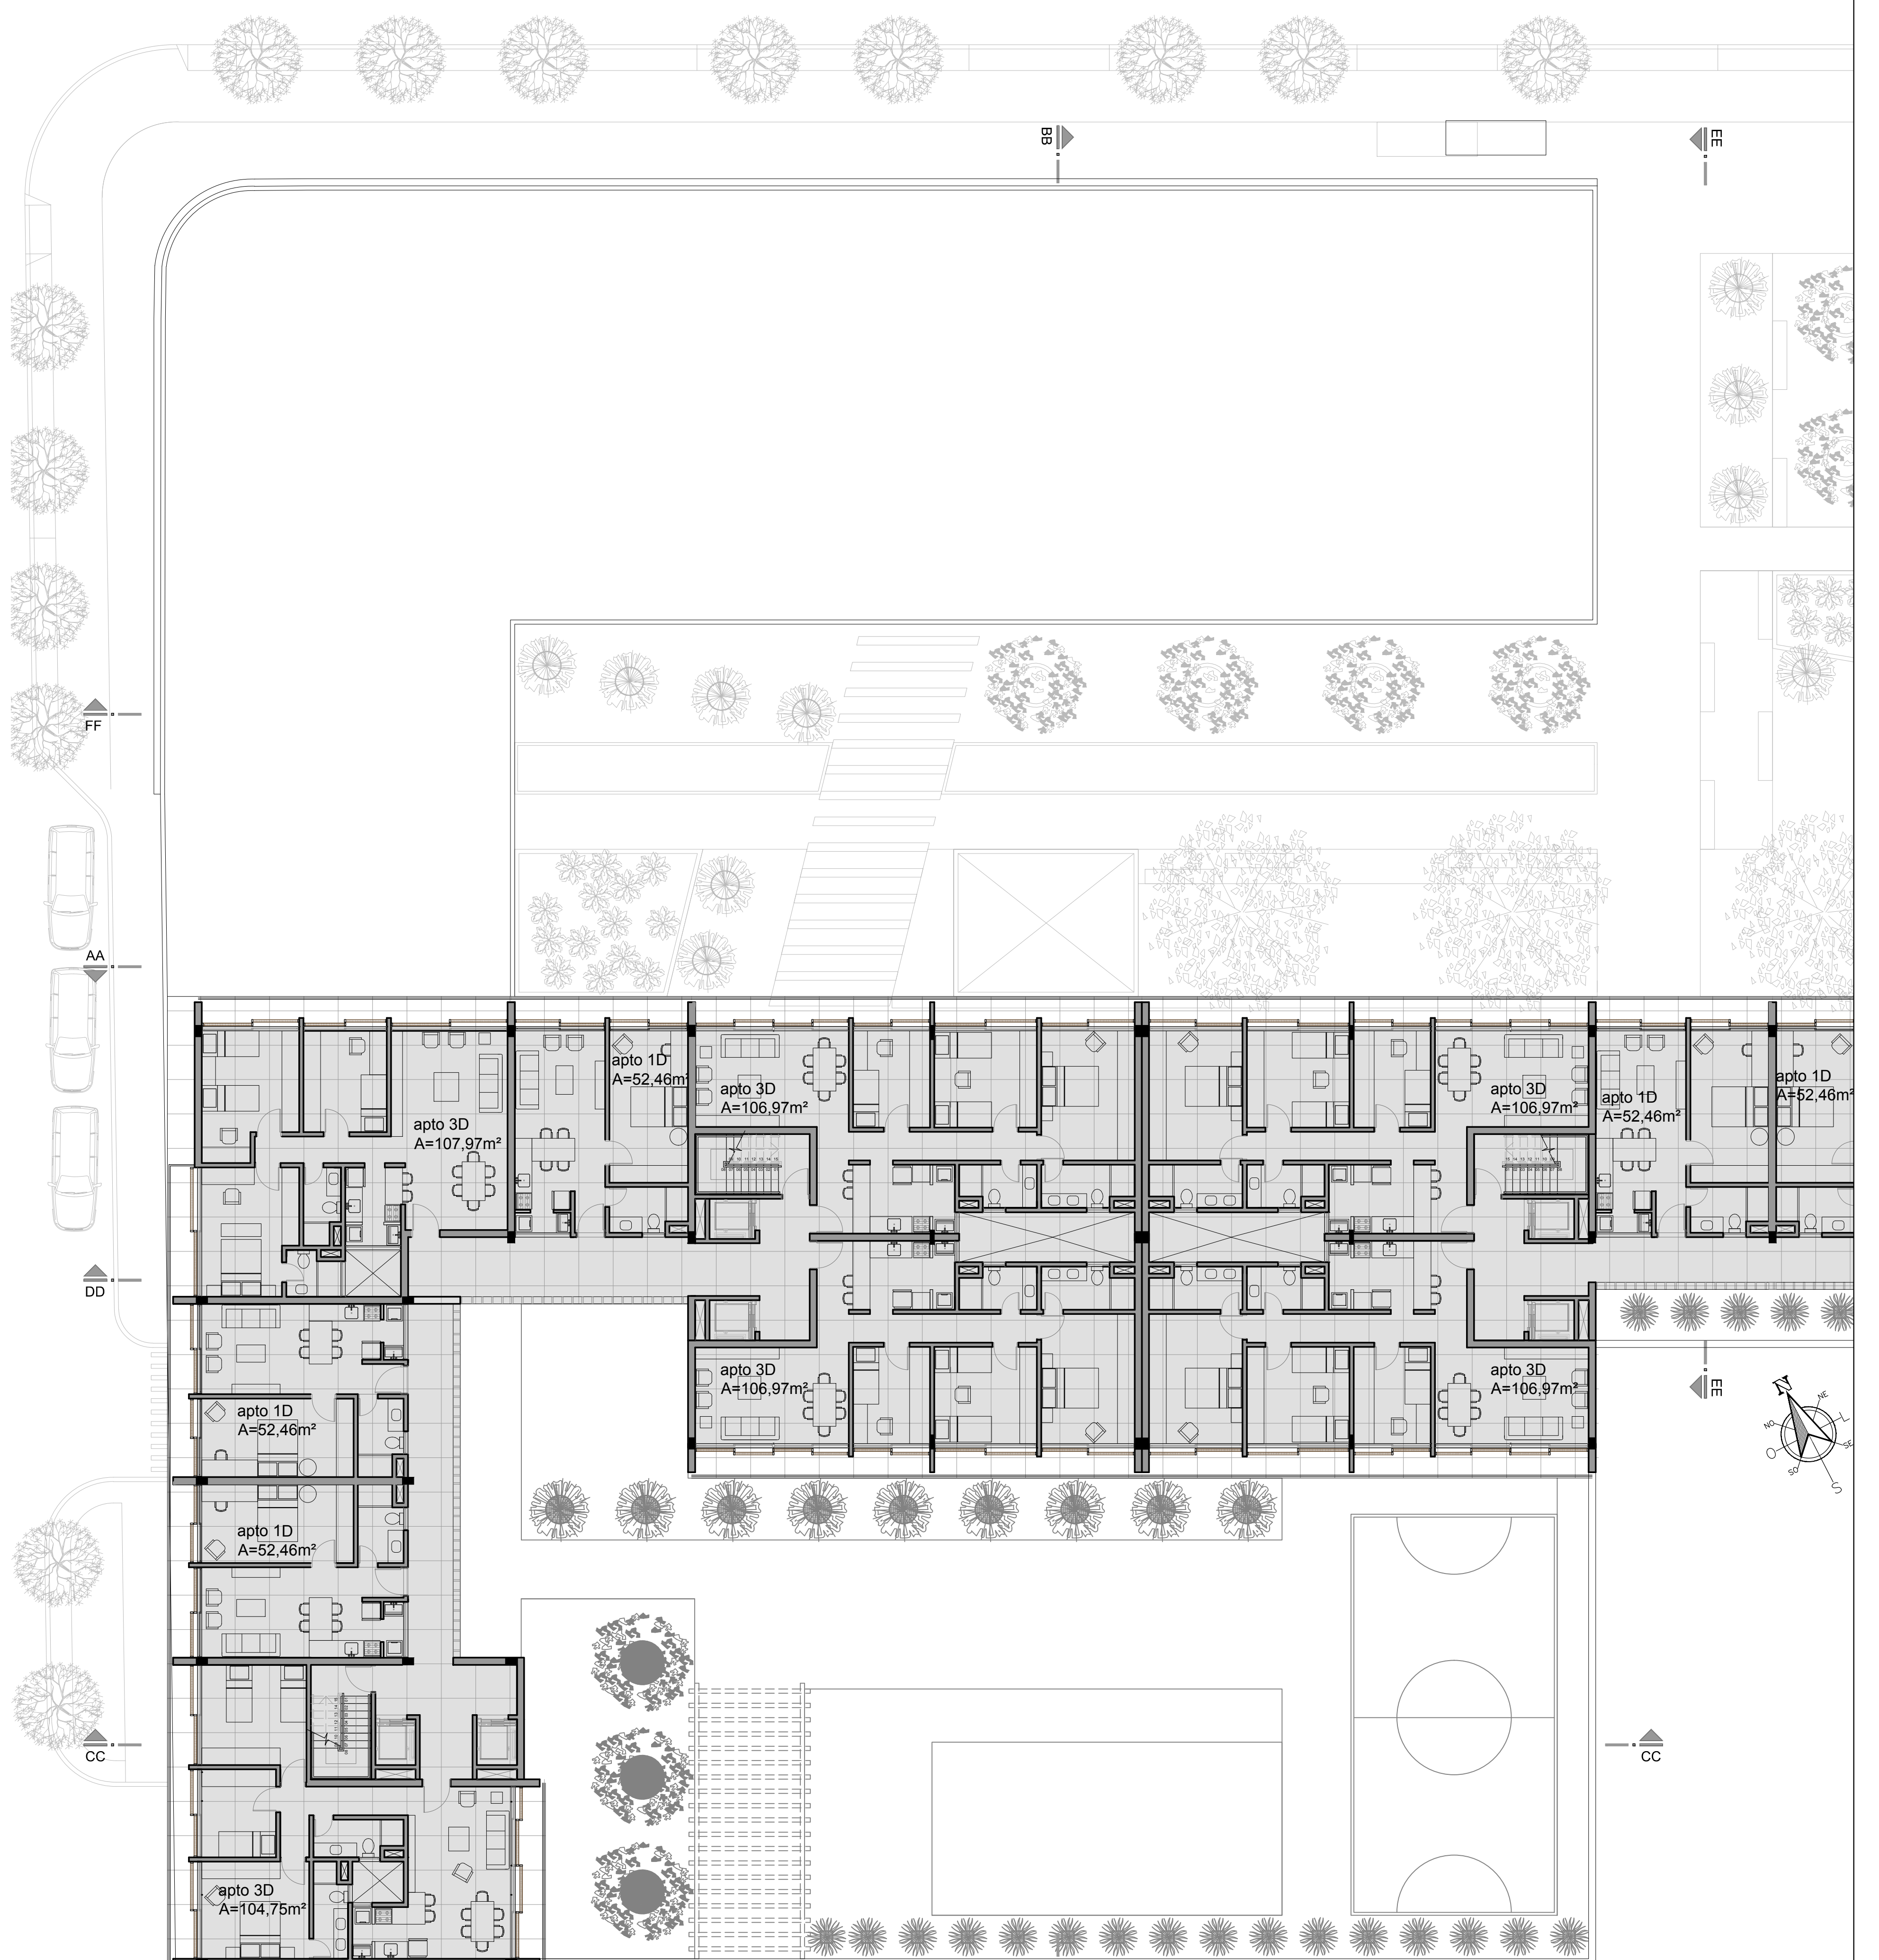 BB
EE
FF
AA
apto 1D
A=52,46m²
apto 3D
A=107,97m²
apto 3D
A=106,97m²
apto 3D
A=106,97m²
apto 1D
A=52,46m²
apto 1D
A=52,46m²
DD
apto 3D
A=106,97m²
apto 3D
A=106,97m²
EE
N
NE
L
SE
S
SO
O
NO
apto 1D
A=52,46m²
apto 1D
A=52,46m²
CC
CC
apto 3D
A=104,75m²